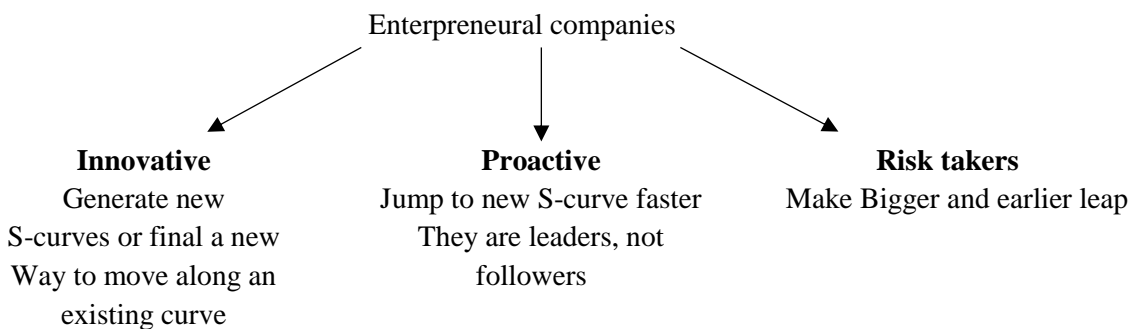 Enterpreneural companies
Innovative
Generate new
S-curves or final a new
Way to move along an
existing curve
Proactive
Jump to new S-curve faster
They are leaders, not
followers
Risk takers
Make Bigger and earlier leap